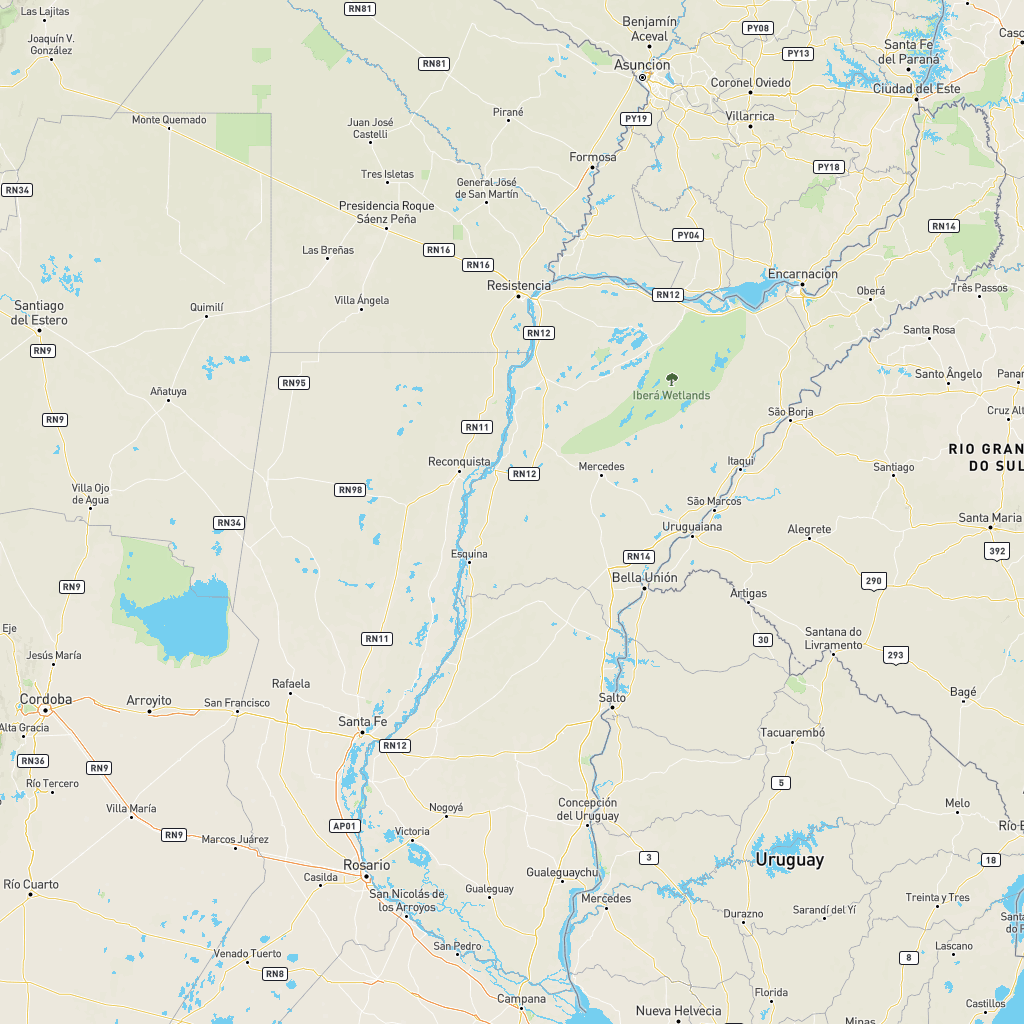 Las Lajitas
RN81
Benjamín
Aceval
PY08
Joaquín V.
González
RN81
Asunción
PY13
Santa Fe
del Paraná
Coronel Oviedo
Ciudad del Este
Monte Quemado
Pirané
PY19
Villarrica
Juan José
Castelli
Formosa
PY18
Tres Isletas
RN34
General José
de San Martín
Presidencia Roque
Sáenz Peña
RN14
PY04
Las Breñas
RN16
RN16
Encarnación
Resistencia
RN12
Oberá
Três Passos
Villa Ángela
Santiago
del Estero
Quimilí
RN12
Santa Rosa
RN9
Iberá Wetlands
Santo Ângelo
RN95
Añatuya
São Borja
RN9
RN11
RIO GRAN
DO SUL
Reconquista
RN12
Mercedes
Itaquí
Santiago
Villa Ojo
de Agua
RN98
São Marcos
RN34
Uruguaiana
Alegrete
Santa Maria
Esquina
RN14
392
RN9
Bella Unión
290
Artigas
Eje
RN11
30
Santana do
Livramento
293
Jesús María
Rafaela
Cordoba
Arroyito
San Francisco
Salto
Bagé
Alta Gracia
Santa Fe
Tacuarembó
RN12
RN36
RN9
Río Tercero
5
Villa María
Nogoyá
Concepción
del Uruguay
Melo
RN9
AP01
Victoria
Marcos Juárez
3
Uruguay
18
Rosario
Casilda
Gualeguaychu
Río Cuarto
San Nicolás de
los Arroyos
Gualeguay
Mercedes
Treinta y Tres
Durazno
Sarandí del Yí
San Pedro
Venado Tuerto
RN8
8
Lascano
Campana
Florida
Castillos
Nueva Helvecia
Minas